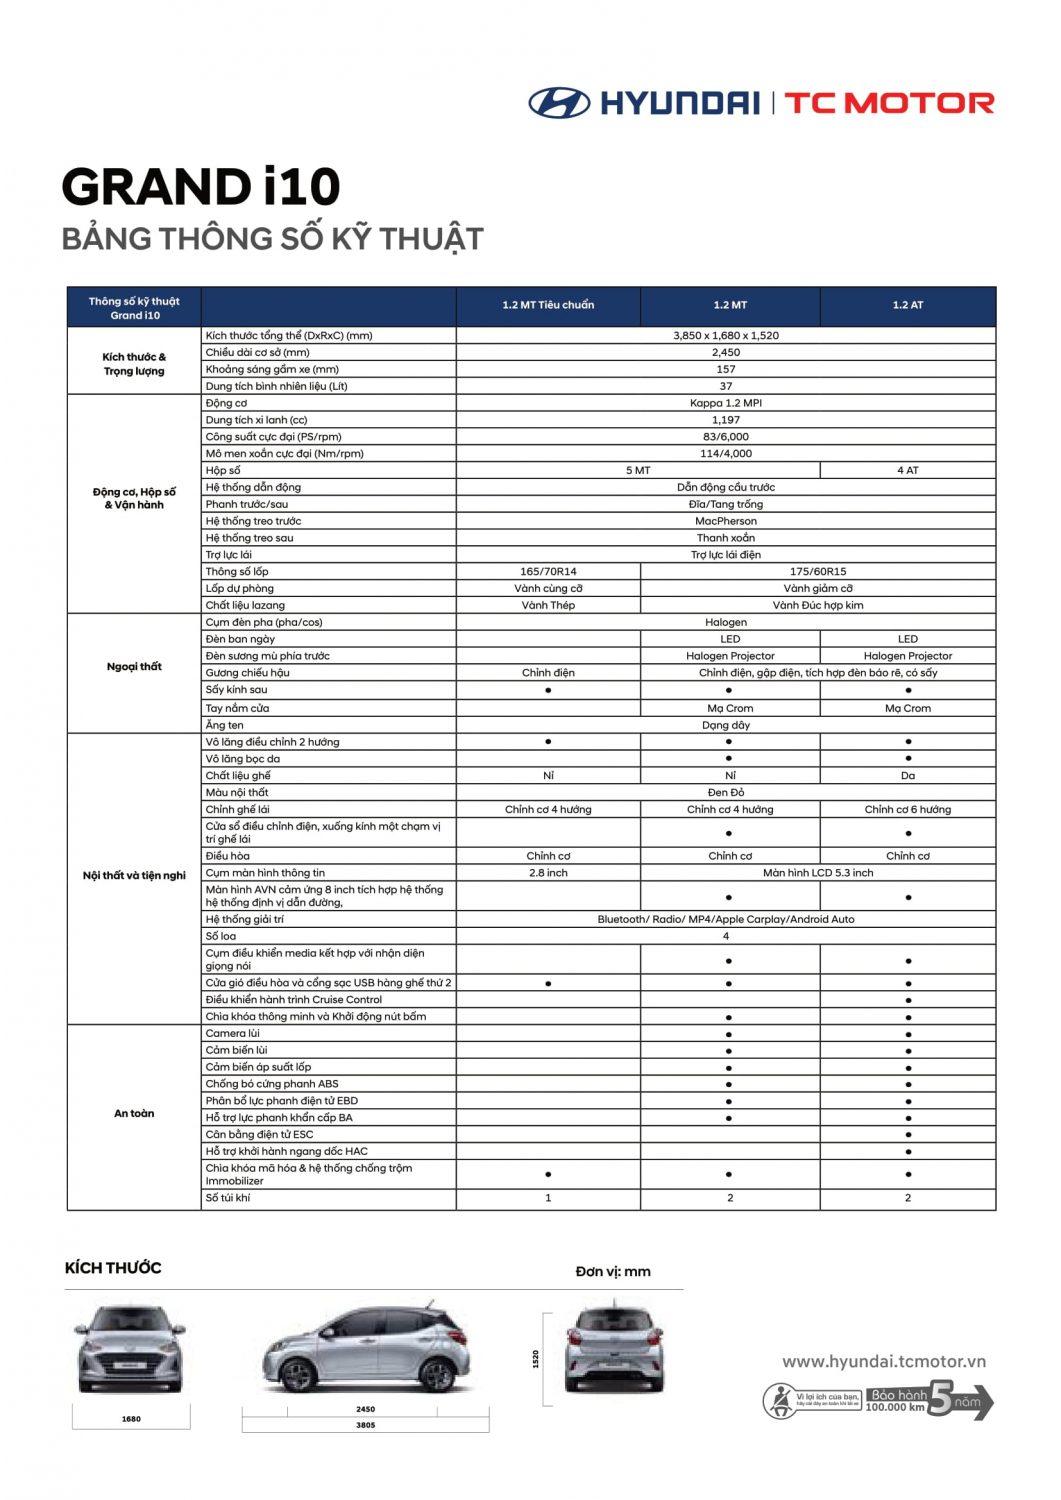 HYUNDAI | TC MOTOR
GRAND i10
BẢNG THÔNG SỐ KỸ THUẬT
Thông số kỹ thuật Grand i10 1.2 MT Tiêu chuẩn 1.2 MT 1.2 AT
Kích thước & Trọng lượng
Kích thước tổng thể (DxRxC) (mm) 3,850 x 1,680 x 1,520
Chiều dài cơ sở (mm) 2,450
Khoảng sáng gầm xe (mm) 157
Dung tích bình nhiên liệu (Lít) 37
Động cơ, Hộp số & Vận hành
Động cơ Kappa 1.2 MPI
Dung tích xi lanh (cc) 1,197
Công suất cực đại (PS/rpm) 83/6,000
Mô men xoắn cực đại (Nm/rpm) 114/4,000
Hộp số 5 MT 4 AT
Hệ thống dẫn động Dẫn động cầu trước
Phanh trước/sau Đĩa/Tang trống
Hệ thống treo trước MacPherson
Hệ thống treo sau Thanh xoắn
Trợ lực lái Trợ lực lái điện
Thông số lốp 165/70R14 175/60R15
Lốp dự phòng Vành cùng cỡ Vành giảm cỡ
Chất liệu lazang Vành Thép Vành Đúc hợp kim
Ngoại thất
Cụm đèn pha (pha/cos) Halogen
Đèn ban ngày LED LED
Đèn sương mù phía trước Halogen Projector Halogen Projector
Gương chiếu hậu Chỉnh điện Chỉnh điện, gập điện, tích hợp đèn báo rẽ, có sấy
Sấy kính sau ● ● ●
Tay nắm cửa Mạ Crom Mạ Crom
Ăng ten Dạng dây
Nội thất và tiện nghi
Vô lăng điều chỉnh 2 hướng ● ● ●
Vô lăng bọc da ● ●
Chất liệu ghế Nỉ Nỉ Da
Màu nội thất Đen Đỏ
Chỉnh ghế lái Chỉnh cơ 4 hướng Chỉnh cơ 4 hướng Chỉnh cơ 6 hướng
Cửa sổ điều chỉnh điện, xuống kính một chạm vị
trí ghế lái ● ●
Điều hòa Chỉnh cơ Chỉnh cơ Chỉnh cơ
Cụm màn hình thông tin 2.8 inch Màn hình LCD 5.3 inch
Màn hình AVN cảm ứng 8 inch tích hợp hệ thống
hệ thống định vị dẫn đường, ● ●
Hệ thống giải trí Bluetooth/ Radio/ MP4/Apple Carplay/Android Auto
Số loa 4
Cụm điều khiển media kết hợp với nhận diện
giọng nói ● ●
Cửa gió điều hòa và cổng sạc USB hàng ghế thứ 2 ● ● ●
Điều khiển hành trình Cruise Control ●
Chìa khóa thông minh và Khởi động nút bấm ● ●
An toàn
Camera lùi ● ●
Cảm biến lùi ● ●
Cảm biến áp suất lốp ● ●
Chống bó cứng phanh ABS ● ●
Phân bổ lực phanh điện tử EBD ● ●
Hỗ trợ lực phanh khẩn cấp BA ● ●
Cân bằng điện tử ESC ●
Hỗ trợ khởi hành ngang dốc HAC ●
Chìa khóa mã hóa & hệ thống chống trộm
Immobilizer ● ● ●
Số túi khí 1 2 2
KÍCH THƯỚC Đơn vị: mm
1680
2450
3805
1520
www.hyundai.tcmotor.vn
Vì lợi ích của bạn,
hãy cài dây an toàn khi lái xe
Bảo hành
100.000 km
5 năm